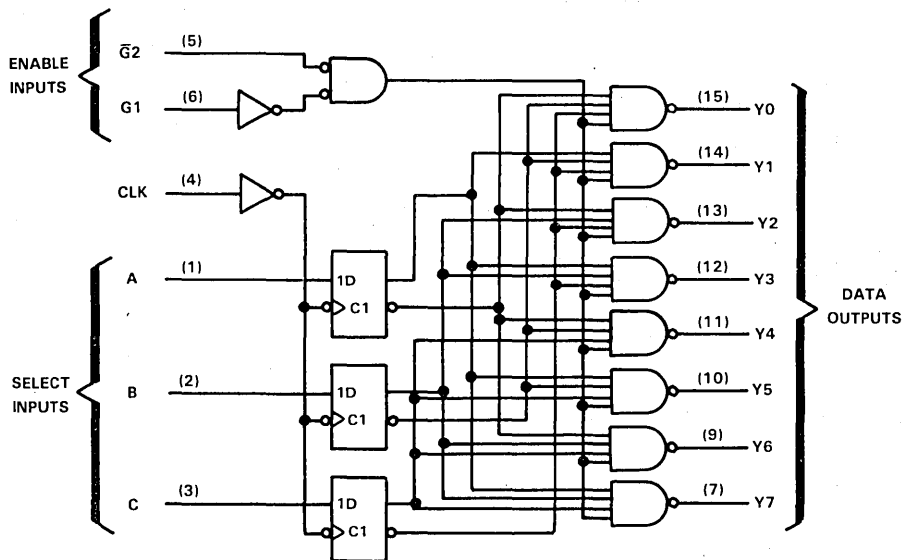 ENABLE
INPUTS
G̅2 (5)
G1 (6)
CLK (4)
SELECT
INPUTS
A (1)
B (2)
C (3)
1D
C1
1D
C1
1D
C1
(15) Y0
(14) Y1
(13) Y2
(12) Y3
(11) Y4
(10) Y5
(9) Y6
(7) Y7
DATA
OUTPUTS